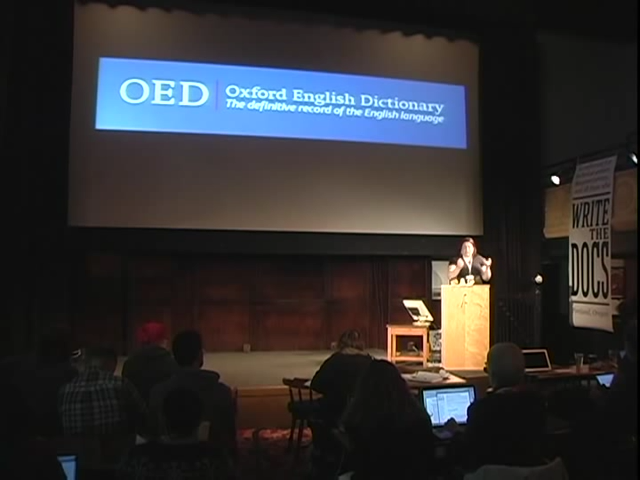 OED
Oxford English Dictionary
The definitive record of the English language
WRITE
THE
DOCS